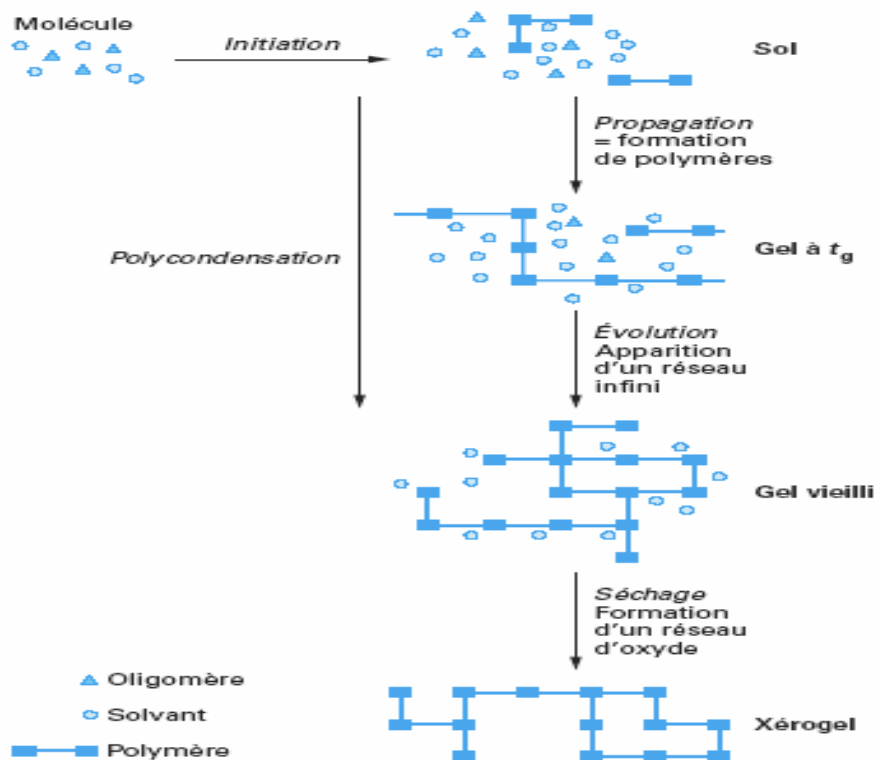 Molécule
Initiation
Sol
Propagation
= formation
de polymères
Polycondensation
Gel à tg
Évolution
Apparition
d'un réseau
infini
Gel vieilli
Séchage
Formation
d'un réseau
d'oxyde
Oligomère
Solvant
Polymère
Xérogel